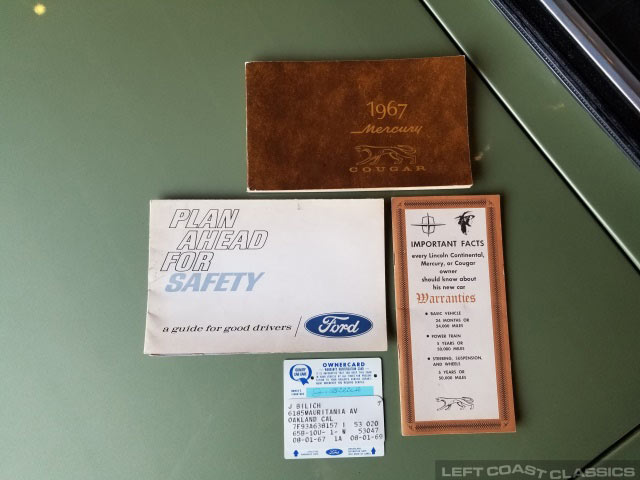 1967
Mercury
COUGAR
PLAN
AHEAD
FOR
SAFETY
a guide for good drivers
Ford
IMPORTANT FACTS
every Lincoln Continental,
Mercury, or Cougar
owner
should know about
his new car
Warranties
• BASIC VEHICLE
24 MONTHS OR
24,000 MILES
• POWER TRAIN
5 YEARS OR
50,000 MILES
• STEERING, SUSPENSION,
AND WHEELS
5 YEARS OR
50,000 MILES
OWNERCARD
J BILICH
6185MAURITANIA AV
OAKLAND CAL
7F93A638157 1 53 020
65B-10U- 1- N 53047
08-01-67 1A 08-01-69
Ford
LEFT COAST CLASSICS